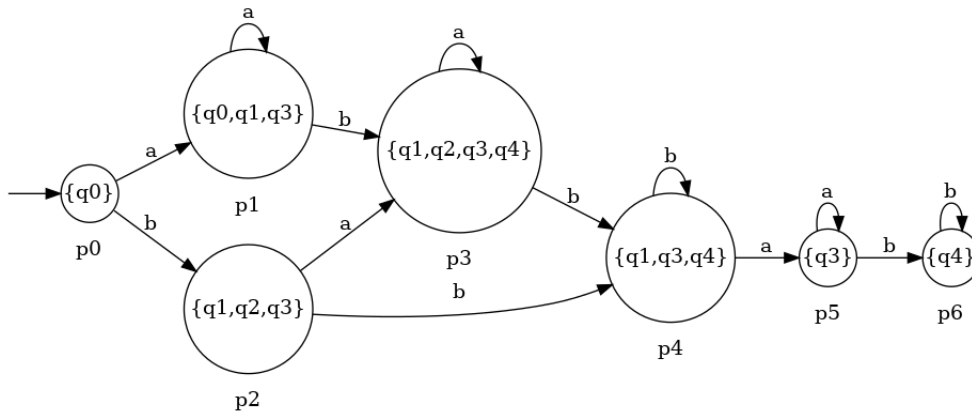 a
a
{q0,q1,q3}
b
{q1,q2,q3,q4}
a
p1
b
{q0}
b
a
b
a
b
p0
p3
{q1,q3,q4}
a
{q3}
b
{q4}
{q1,q2,q3}
b
p4
p5
p6
p2